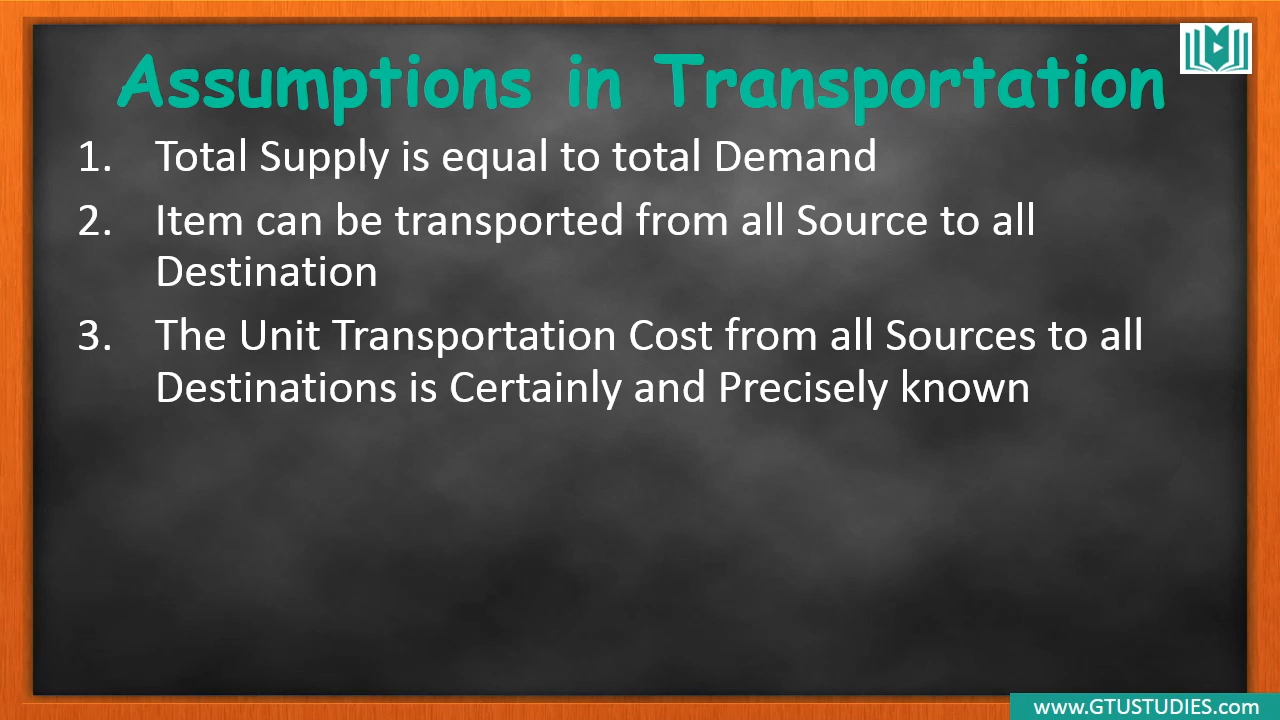 Assumptions in Transportation
1. Total Supply is equal to total Demand
2. Item can be transported from all Source to all
Destination
3. The Unit Transportation Cost from all Sources to all
Destinations is Certainly and Precisely known
www.GTUSTUDIES.com